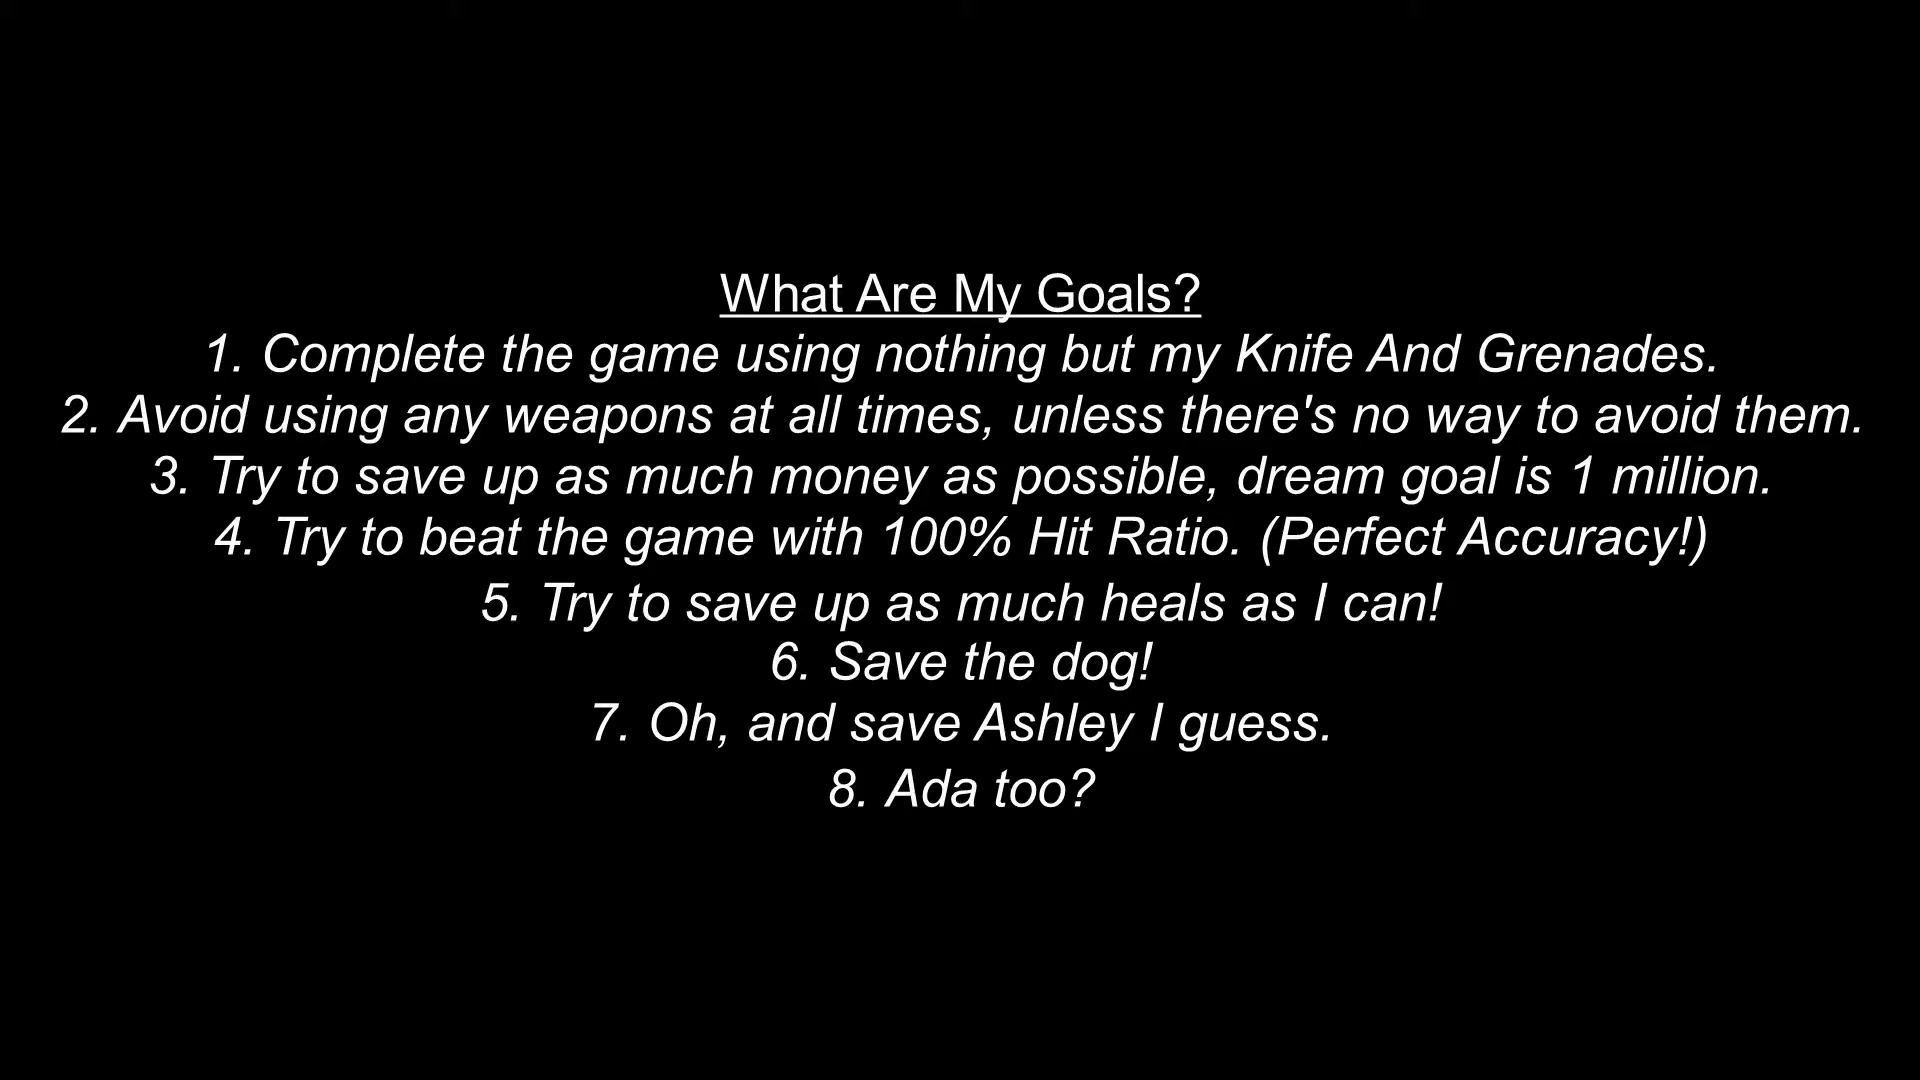 What Are My Goals?
1. Complete the game using nothing but my Knife And Grenades.
2. Avoid using any weapons at all times, unless there's no way to avoid them.
3. Try to save up as much money as possible, dream goal is 1 million.
4. Try to beat the game with 100% Hit Ratio. (Perfect Accuracy!)
5. Try to save up as much heals as I can!
6. Save the dog!
7. Oh, and save Ashley I guess.
8. Ada too?